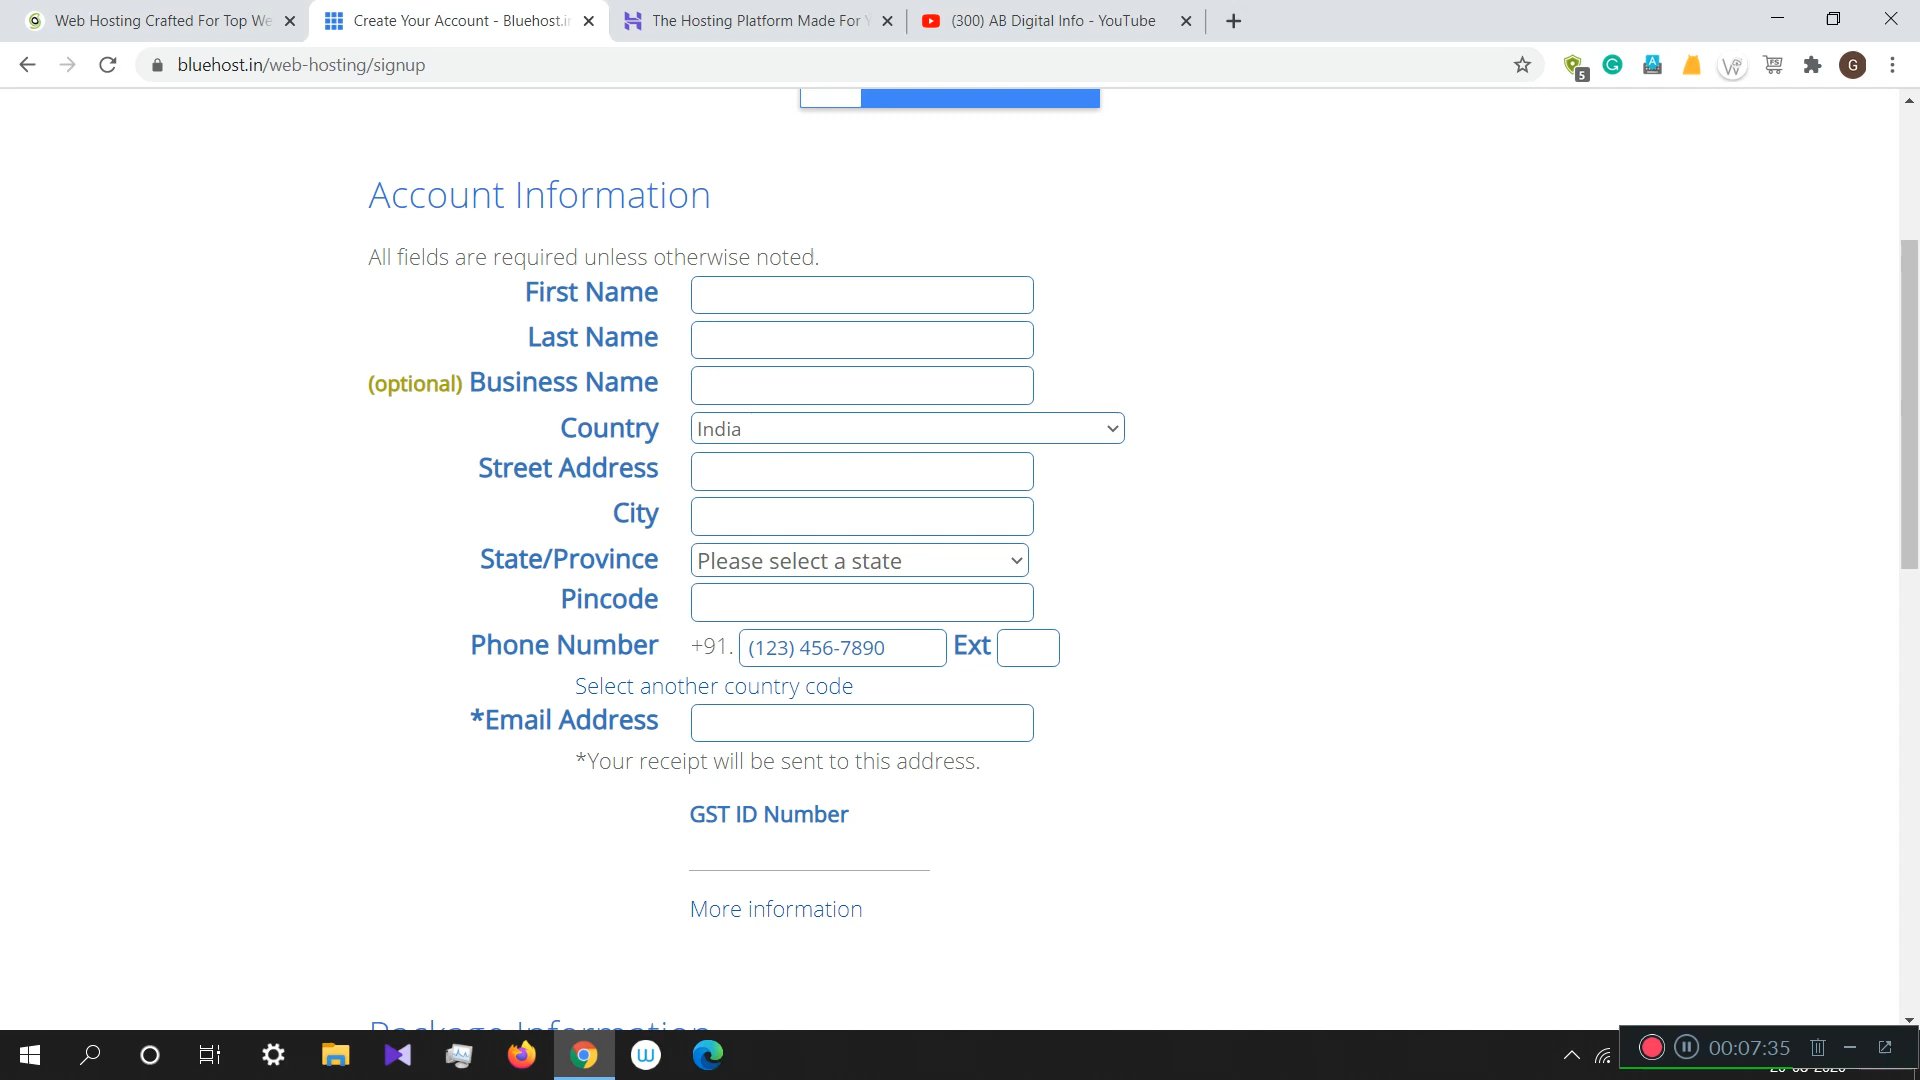 Web Hosting Crafted For Top We
Create Your Account - Bluehost.in
The Hosting Platform Made For Y
(300) AB Digital Info - YouTube
bluehost.in/web-hosting/signup
5
G
Account Information
All fields are required unless otherwise noted.
First Name
Last Name
(optional) Business Name
Country India
Street Address
City
State/Province Please select a state
Pincode
Phone Number +91. (123) 456-7890 Ext
Select another country code
*Email Address
*Your receipt will be sent to this address.
GST ID Number
More information
Package Information
00:07:35